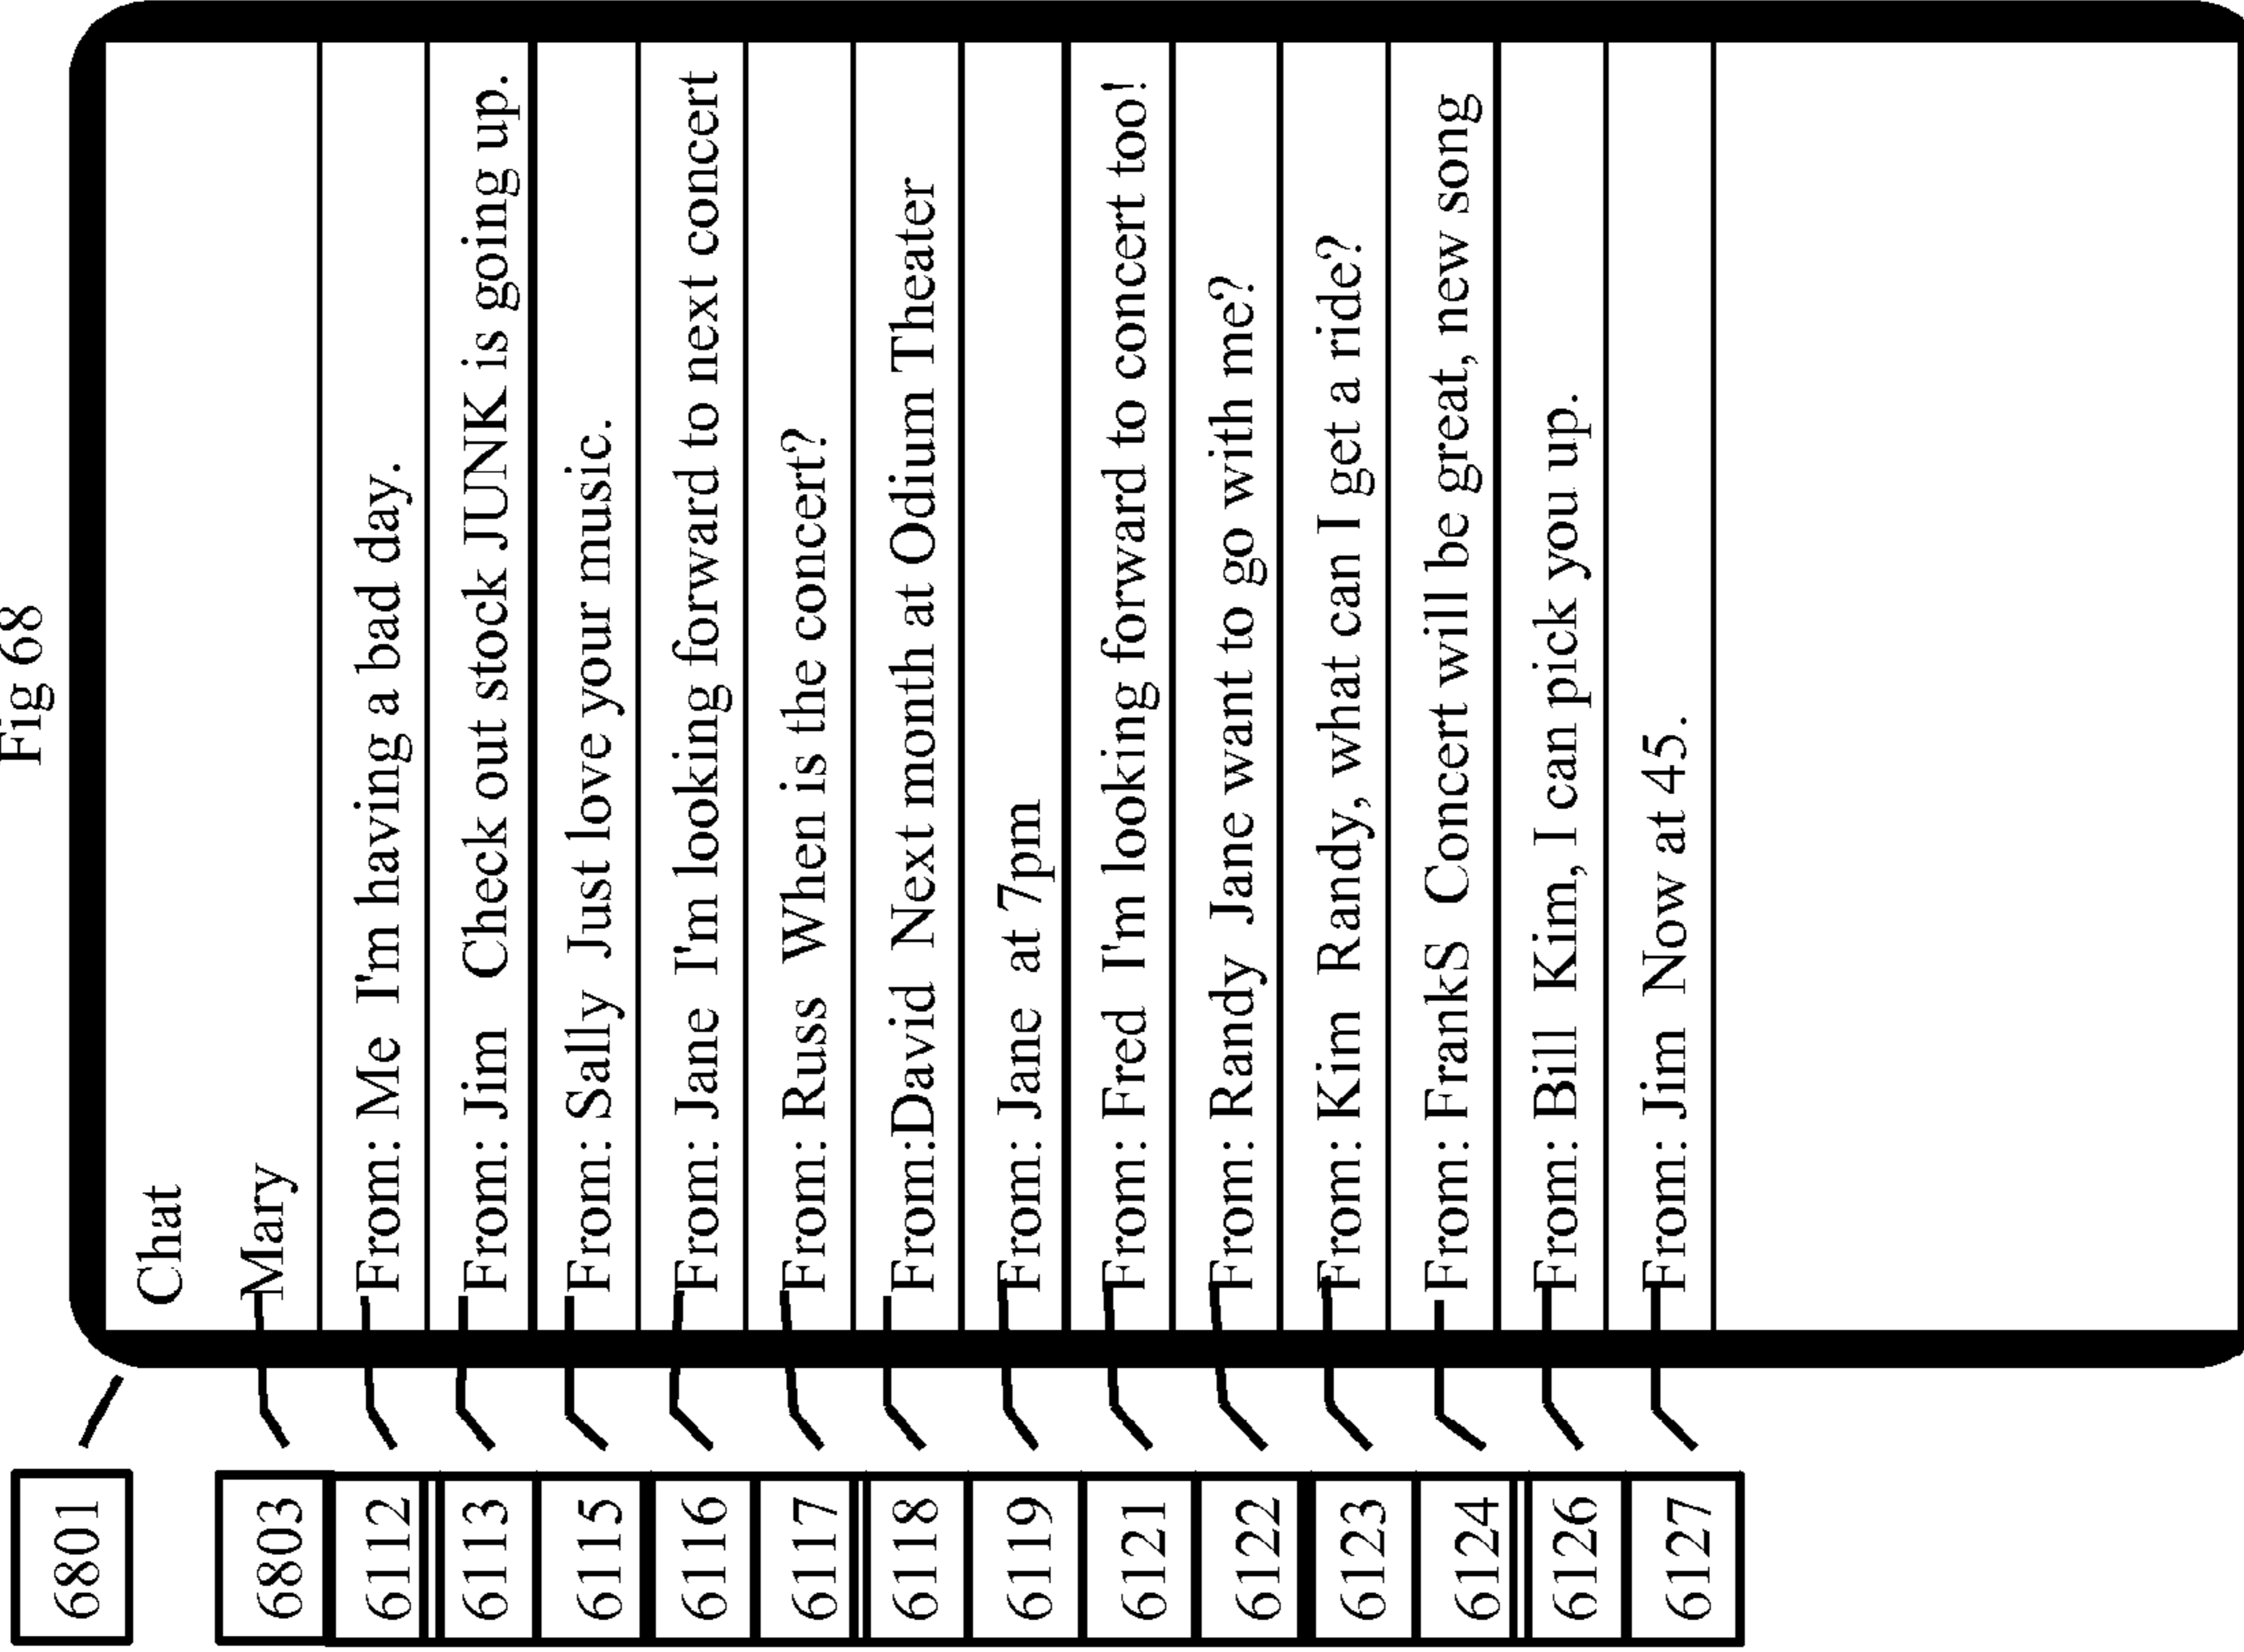 Fig 68
6801
Chat
6803 Mary
6112 From: Me I'm having a bad day.
6113 From: Jim Check out stock JUNK is going up.
6115 From: Sally Just love your music.
6116 From: Jane I'm looking forward to next concert
6117 From: Russ When is the concert?
6118 From:David Next month at Odium Theater
6119 From: Jane at 7pm
6121 From: Fred I'm looking forward to concert too!
6122 From: Randy Jane want to go with me?
6123 From: Kim Randy, what can I get a ride?
6124 From: FrankS Concert will be great, new song
6126 From: Bill Kim, I can pick you up.
6127 From: Jim Now at 45.